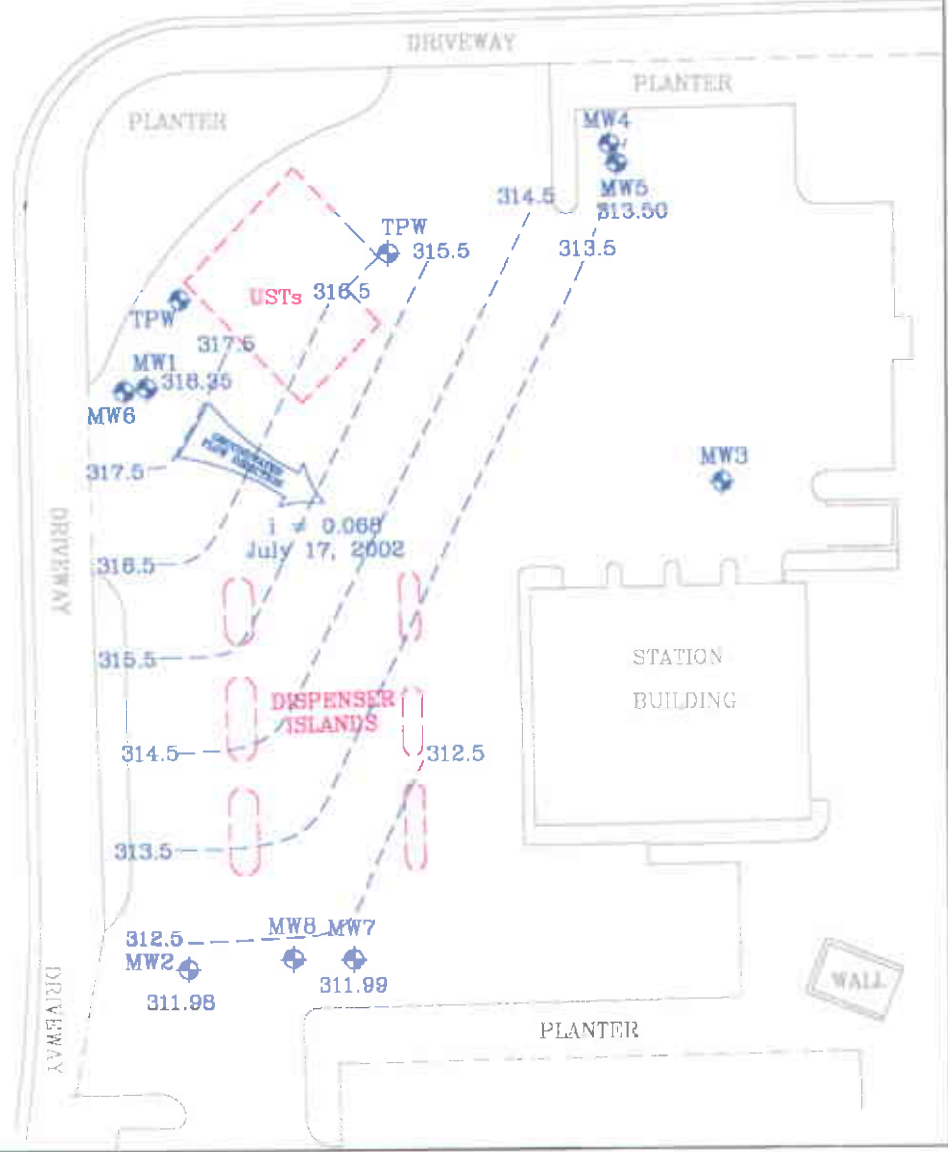 DRIVEWAY
PLANTER
PLANTER
MW4
MW5
313.50
314.5
313.5
TPW
315.5
USTs
316.5
TPW
317.5
MW1
318.35
MW6
317.5
GROUNDWATER
FLOW DIRECTION
MW3
i ≠ 0.068
July 17, 2002
DRIVEWAY
316.5
315.5
STATION
BUILDING
DISPENSER
ISLANDS
314.5
312.5
313.5
312.5
MW2
311.98
MW8
MW7
311.99
WALL
DRIVEWAY
PLANTER